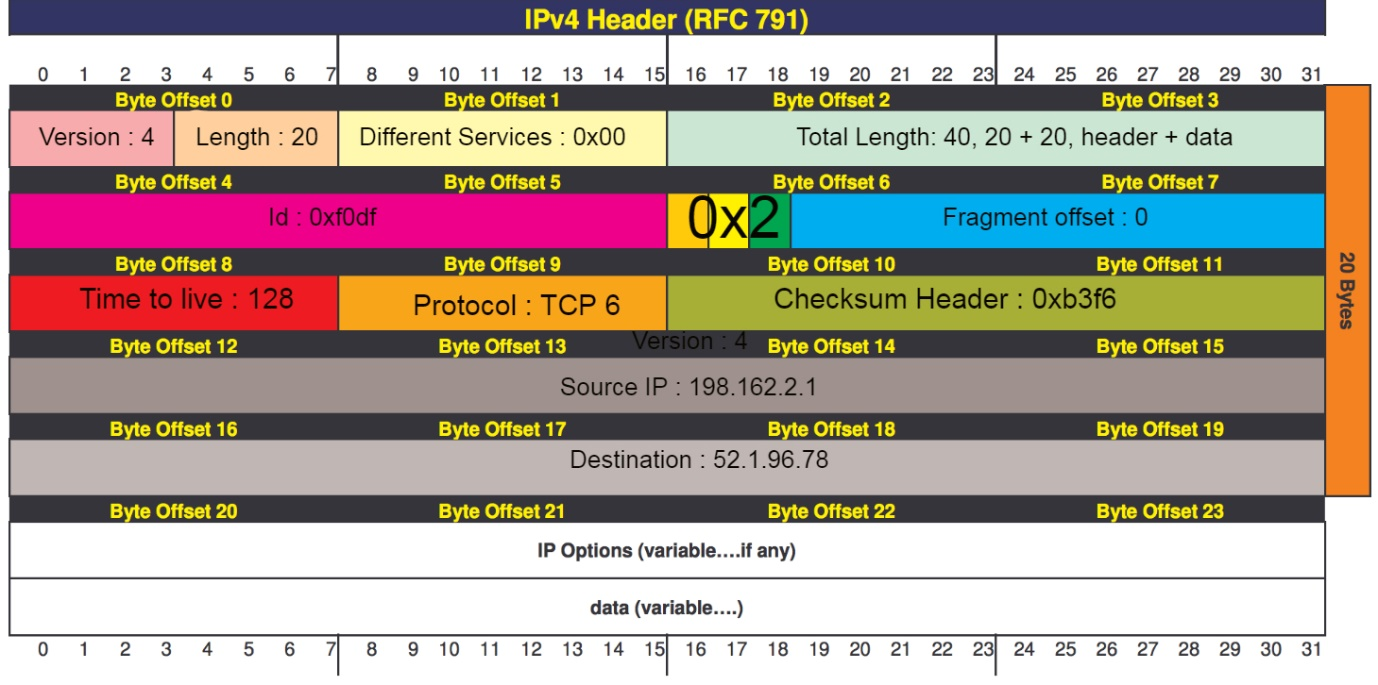 IPv4 Header (RFC 791)
0 1 2 3 4 5 6 7 8 9 10 11 12 13 14 15 16 17 18 19 20 21 22 23 24 25 26 27 28 29 30 31
Byte Offset 0 Byte Offset 1 Byte Offset 2 Byte Offset 3
Version : 4 Length : 20 Different Services : 0x00 Total Length: 40, 20 + 20, header + data
Byte Offset 4 Byte Offset 5 Byte Offset 6 Byte Offset 7
Id : 0xf0df 0x2 Fragment offset : 0
Byte Offset 8 Byte Offset 9 Byte Offset 10 Byte Offset 11
20 Bytes
Time to live : 128 Protocol : TCP 6 Checksum Header : 0xb3f6
Version : 4
Byte Offset 12 Byte Offset 13 Byte Offset 14 Byte Offset 15
Source IP : 198.162.2.1
Byte Offset 16 Byte Offset 17 Byte Offset 18 Byte Offset 19
Destination : 52.1.96.78
Byte Offset 20 Byte Offset 21 Byte Offset 22 Byte Offset 23
IP Options (variable....if any)
data (variable....)
0 1 2 3 4 5 6 7 8 9 10 11 12 13 14 15 16 17 18 19 20 21 22 23 24 25 26 27 28 29 30 31